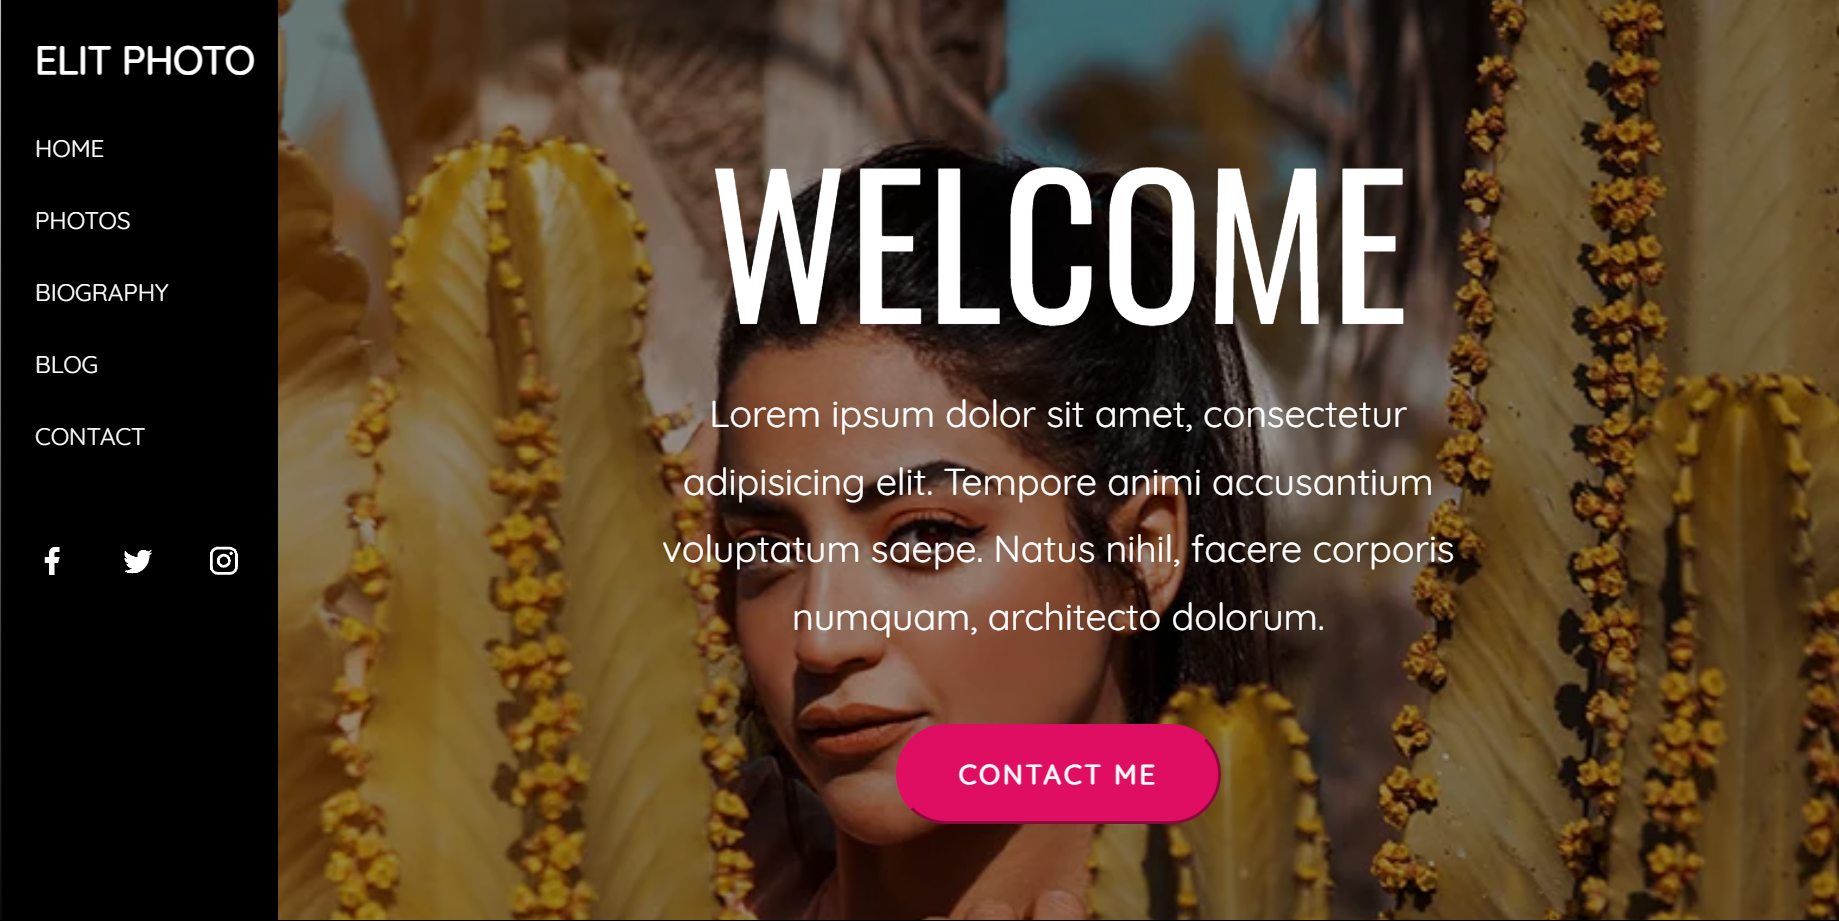 ELIT PHOTO
HOME
PHOTOS
BIOGRAPHY
BLOG
CONTACT
WELCOME
Lorem ipsum dolor sit amet, consectetur
adipisicing elit. Tempore animi accusantium
voluptatum saepe. Natus nihil, facere corporis
numquam, architecto dolorum.
CONTACT ME